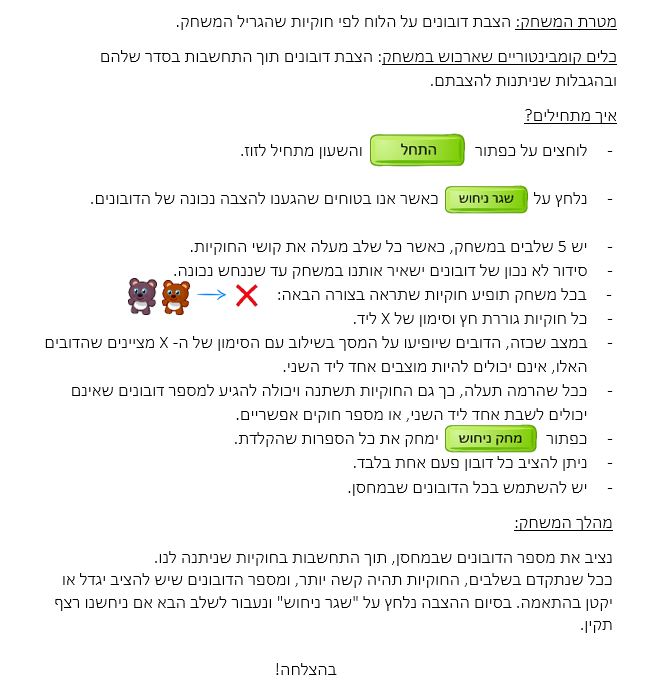 מטרת המשחק: הצבת דובונים על הלוח לפי חוקיות שהגריל המשחק.
כלים קומבינטוריים שארכוש במשחק: הצבת דובונים תוך התחשבות בסדר שלהם
ובהגבלות שניתנות להצבתם.
איך מתחילים?
- לוחצים על כפתור התחל והשעון מתחיל לזוז.
- נלחץ על שגר ניחוש כאשר אנו בטוחים שהגענו להצבה נכונה של הדובונים.
- יש 5 שלבים במשחק, כאשר כל שלב מעלה את קושי החוקיות.
- סידור לא נכון של דובונים ישאיר אותנו במשחק עד שננחש נכונה.
- בכל משחק תופיע חוקיות שתראה בצורה הבאה:
- כל חוקיות גוררת חץ וסימון של X ליד.
- במצב שכזה, הדובים שיופיעו על המסך בשילוב עם הסימון של ה- X מציינים שהדובים
האלו, אינם יכולים להיות מוצבים אחד ליד השני.
- ככל שהרמה תעלה, כך גם החוקיות תשתנה ויכולה להגיע למספר דובונים שאינם
יכולים לשבת אחד ליד השני, או מספר חוקים אפשריים.
- כפתור מחק ניחוש ימחק את כל הספרות שהקלדת.
- ניתן להציב כל דובון פעם אחת בלבד.
- יש להשתמש בכל הדובונים שבמחסן.
מהלך המשחק:
נציב את מספר הדובונים שבמחסן, תוך התחשבות בחוקיות שניתנה לנו.
ככל שנתקדם בשלבים, החוקיות תהיה קשה יותר, ומספר הדובונים שיש להציב יגדל או
יקטן בהתאמה. בסיום ההצבה נלחץ על "שגר ניחוש" ונעבור לשלב הבא אם ניחשנו רצף
תקין.
בהצלחה!